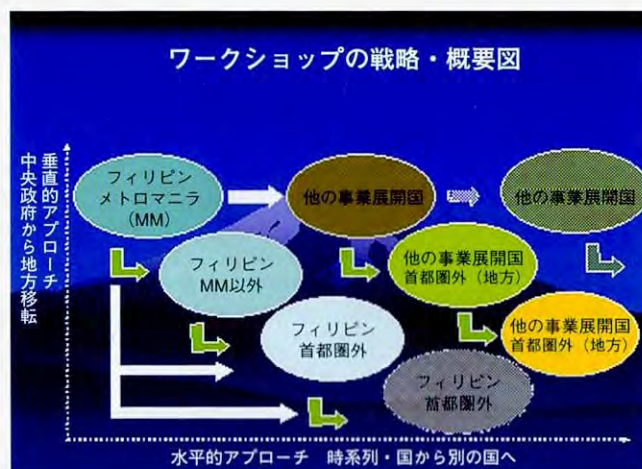 ワークショップの戦略・概要図
垂直的アプローチ
中央政府から地方移転
フィリピン
メトロマニラ
(MM)
他の事業展開国
他の事業展開国
フィリピン
MM以外
他の事業展開国
首都圏外（地方）
フィリピン
首都圏外
他の事業展開国
首都圏外（地方）
フィリピン
首都圏外
水平的アプローチ　時系列・国から別の国へ